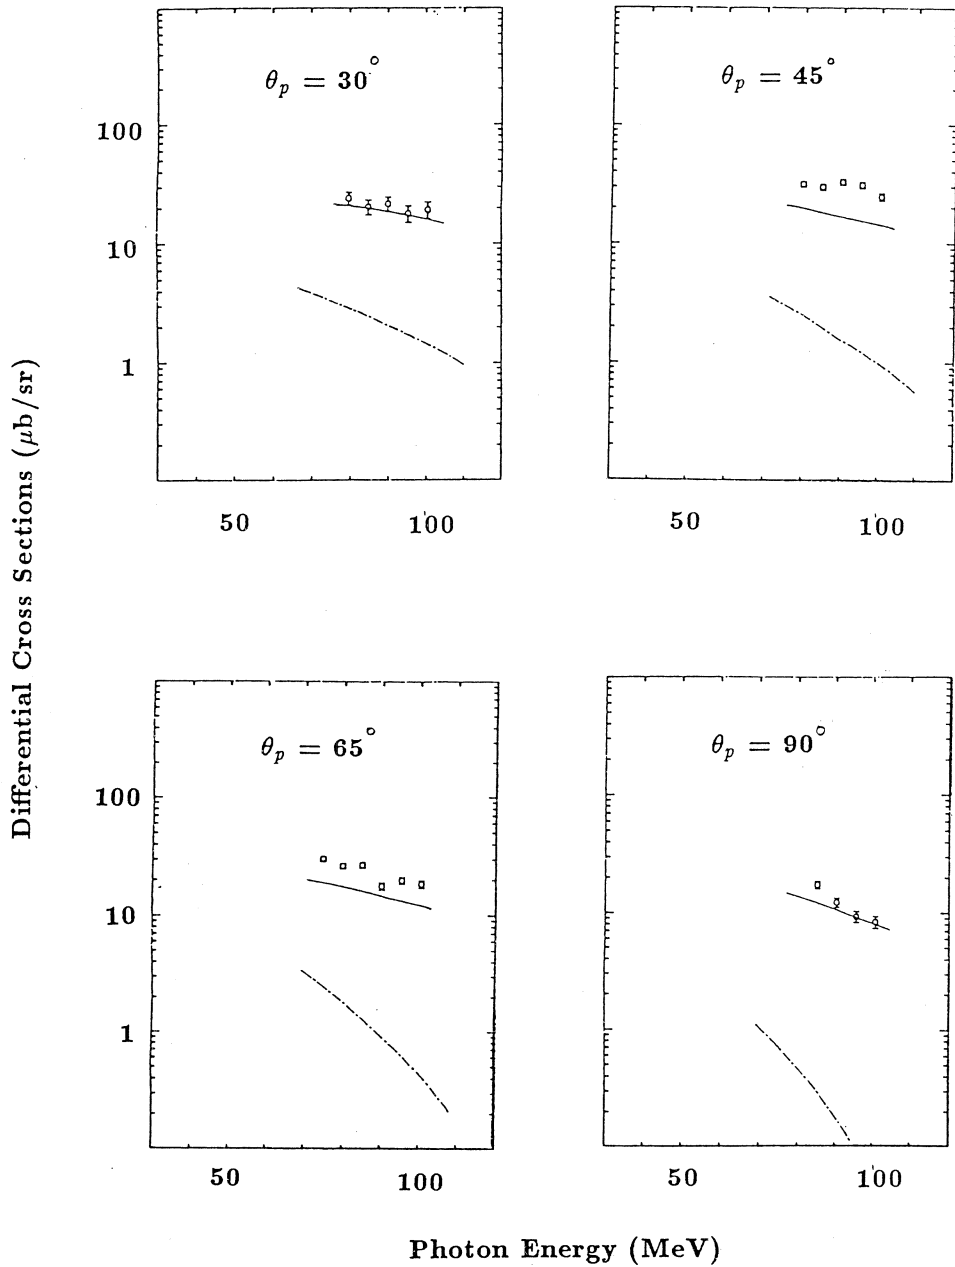 θp = 30°
θp = 45°
100
10
1
50
100
50
100
Differential Cross Sections (μb/sr)
θp = 65°
θp = 90°
100
10
1
50
100
50
100
Photon Energy (MeV)